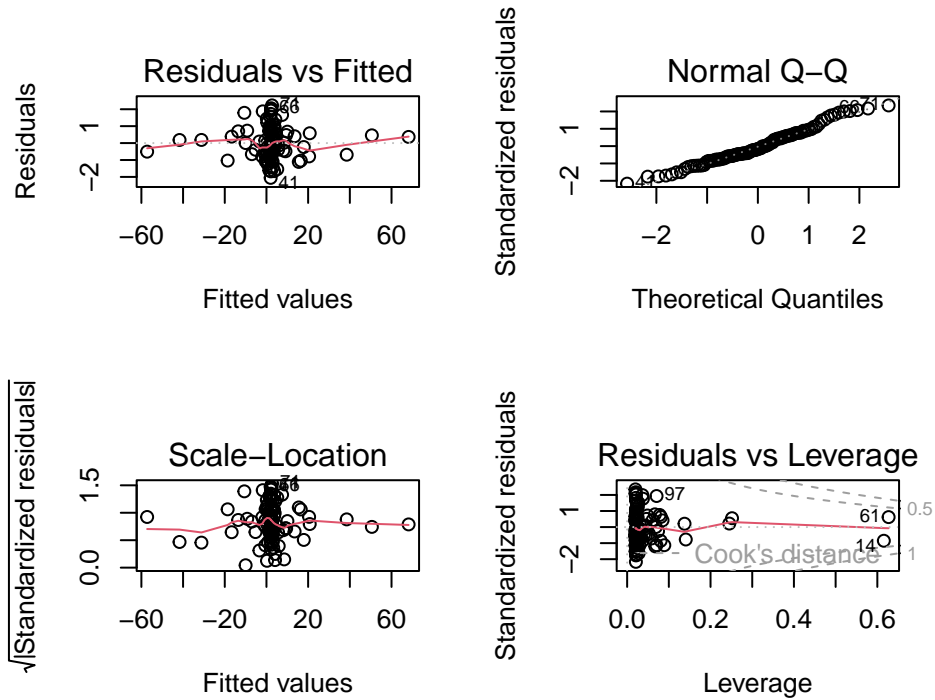 Residuals vs Fitted
Residuals
1
−2
−60
−20
20
60
Fitted values
41
Normal Q−Q
Standardized residuals
1
−2
−2
0
1
2
Theoretical Quantiles
71
41
Scale−Location
√|Standardized residuals|
1.5
0.0
−60
−20
20
60
Fitted values
Residuals vs Leverage
Standardized residuals
1
−2
0.0
0.2
0.4
0.6
Leverage
97
61
14
Cook's distance
0.5
1